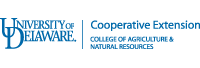 UNIVERSITY OF
DELAWARE.
Cooperative Extension
COLLEGE OF AGRICULTURE &
NATURAL RESOURCES